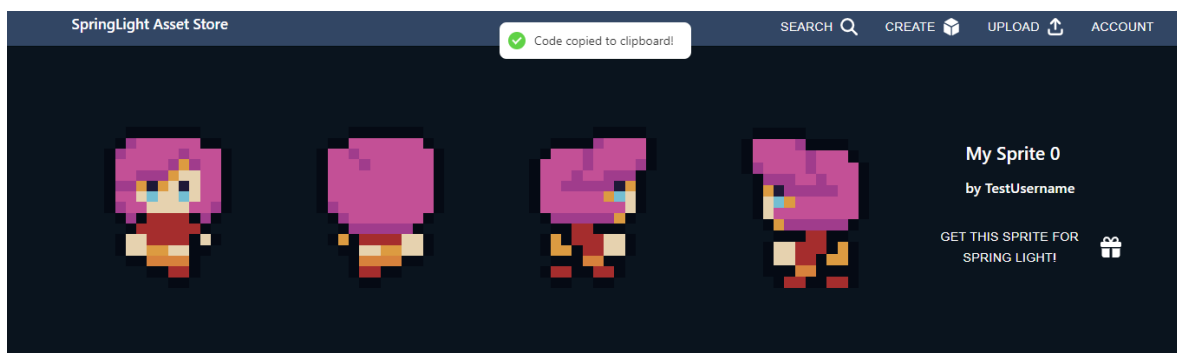 SpringLight Asset Store
Code copied to clipboard!
SEARCH
CREATE
UPLOAD
ACCOUNT
My Sprite 0
by TestUsername
GET THIS SPRITE FOR
SPRING LIGHT!